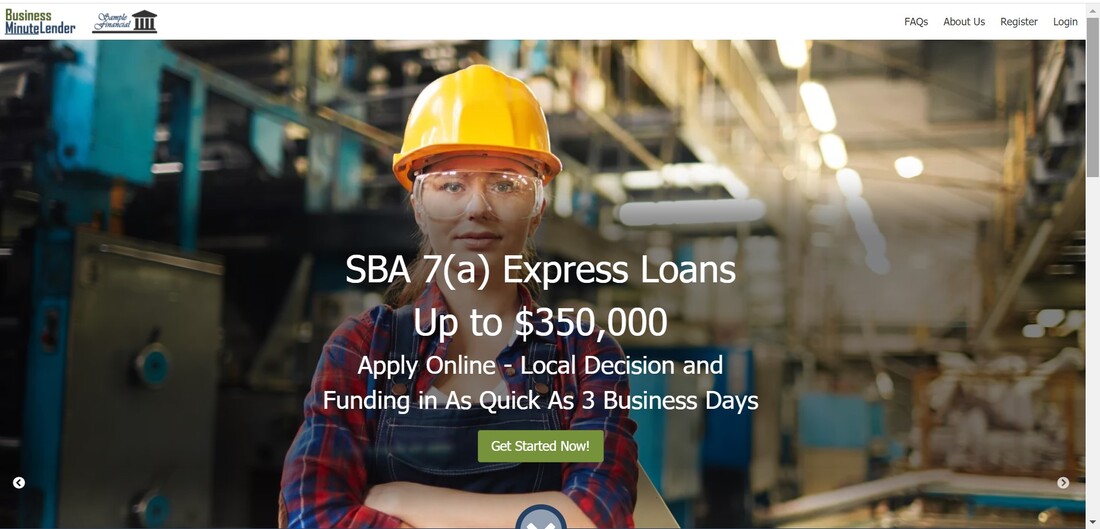 Business
MinuteLender
Sample
Financial
FAQs About Us Register Login
SBA 7(a) Express Loans
Up to $350,000
Apply Online - Local Decision and
Funding in As Quick As 3 Business Days
Get Started Now!